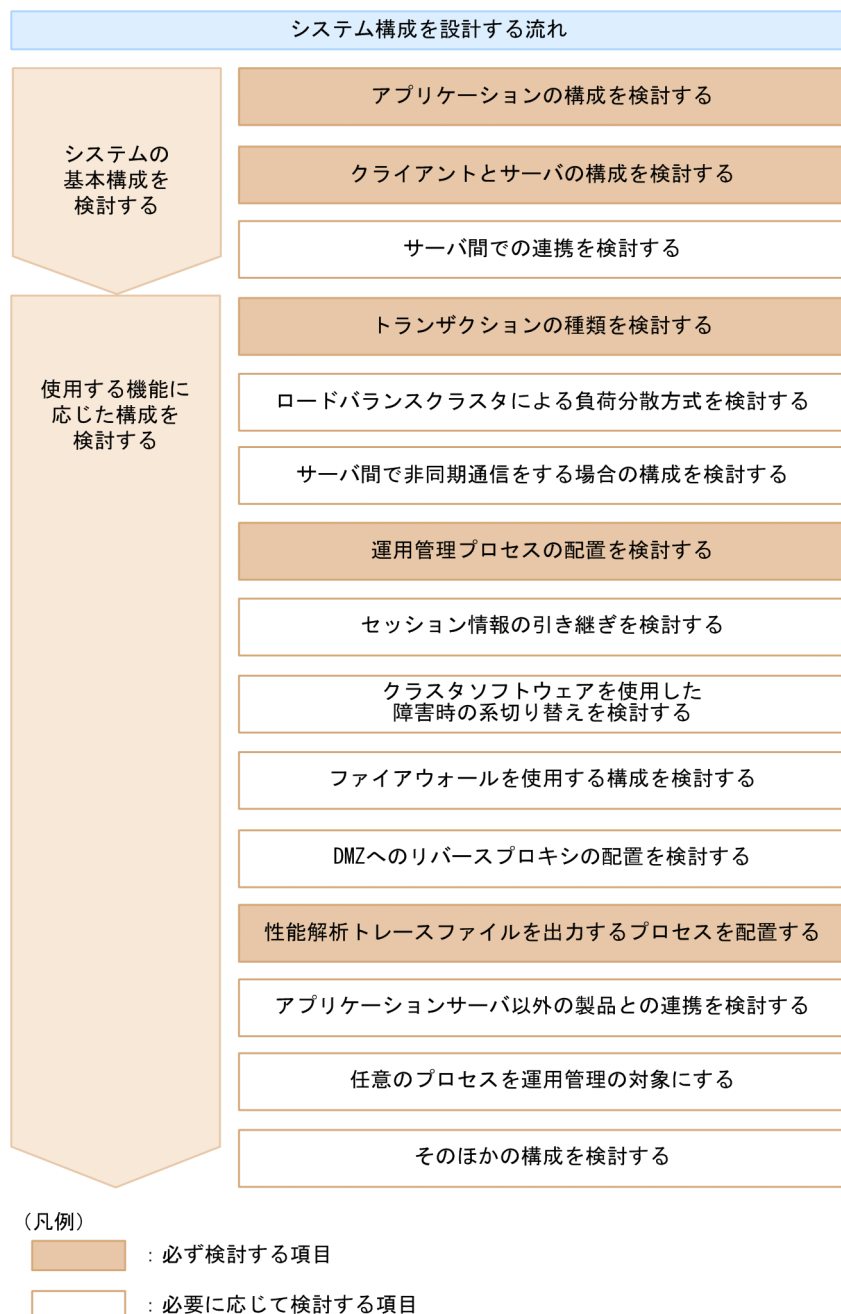 システム構成を設計する流れ
システムの
基本構成を
検討する
アプリケーションの構成を検討する
クライアントとサーバの構成を検討する
サーバ間での連携を検討する
使用する機能に
応じた構成を
検討する
トランザクションの種類を検討する
ロードバランスクラスタによる負荷分散方式を検討する
サーバ間で非同期通信をする場合の構成を検討する
運用管理プロセスの配置を検討する
セッション情報の引き継ぎを検討する
クラスタソフトウェアを使用した
障害時の系切り替えを検討する
ファイアウォールを使用する構成を検討する
DMZへのリバースプロキシの配置を検討する
性能解析トレースファイルを出力するプロセスを配置する
アプリケーションサーバ以外の製品との連携を検討する
任意のプロセスを運用管理の対象にする
そのほかの構成を検討する
（凡例）
：必ず検討する項目
：必要に応じて検討する項目